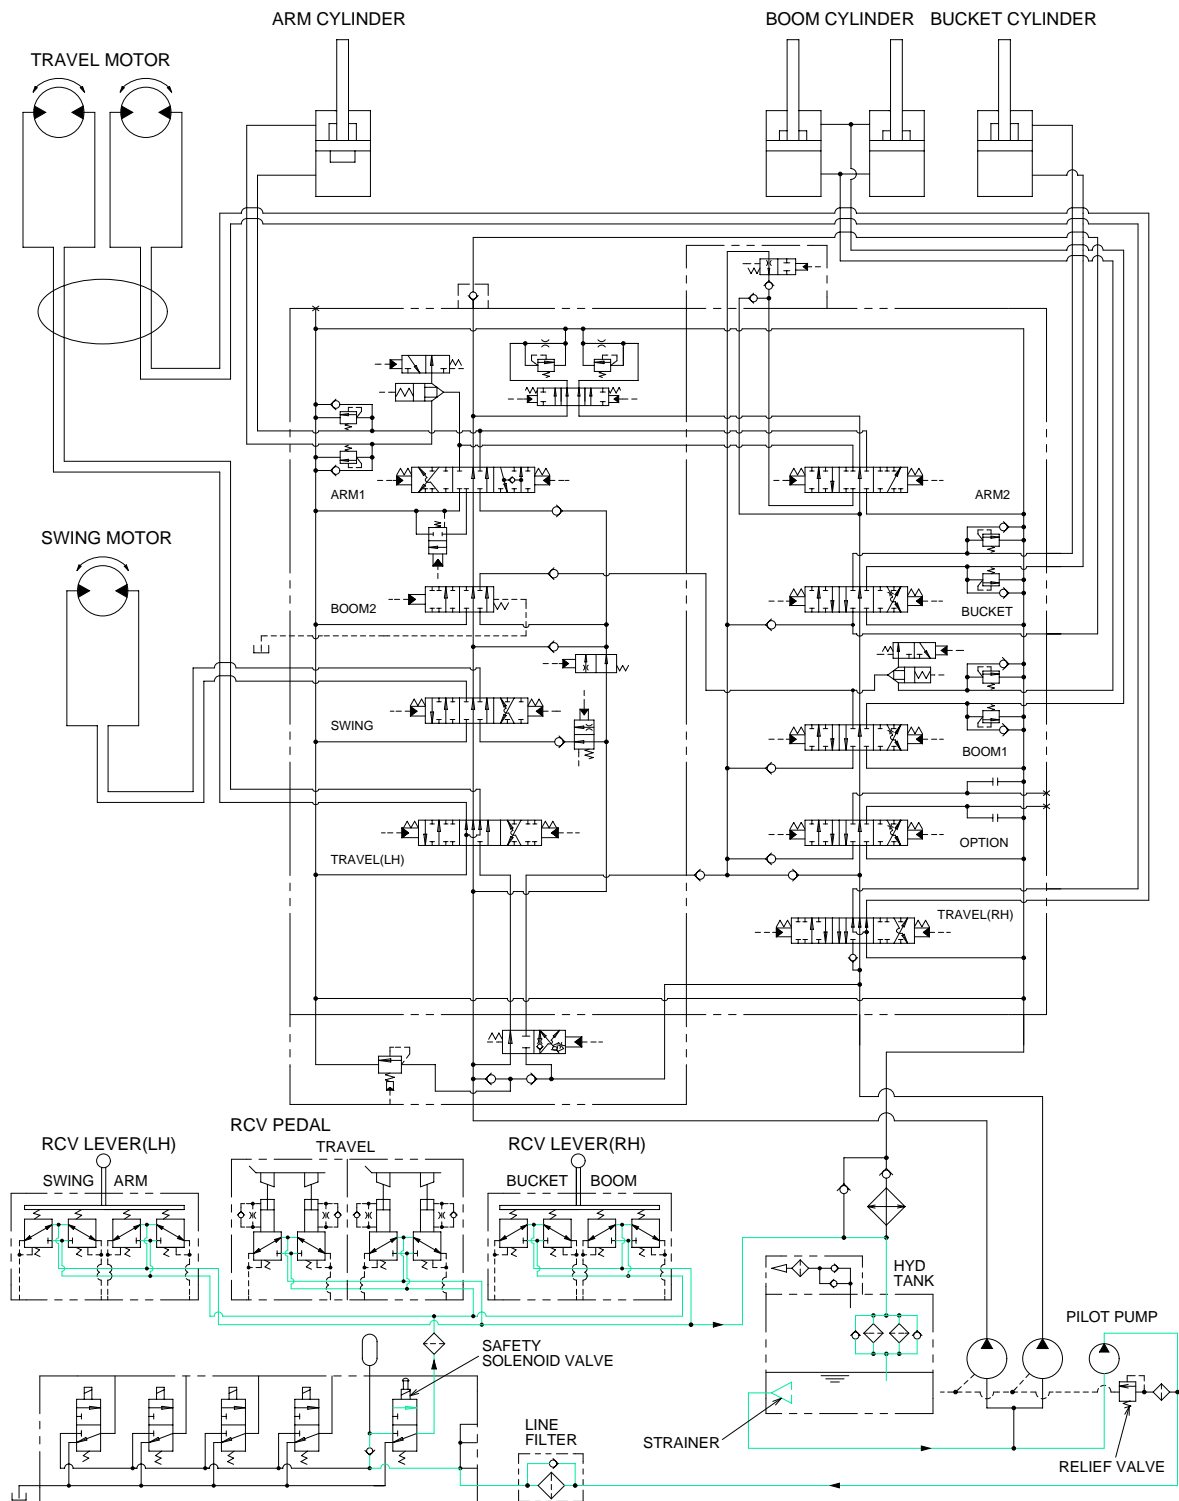 ARM CYLINDER
BOOM CYLINDER
BUCKET CYLINDER
TRAVEL MOTOR
ARM1
ARM2
SWING MOTOR
BOOM2
BUCKET
SWING
BOOM1
TRAVEL(LH)
OPTION
TRAVEL(RH)
RCV LEVER(LH)
SWING
ARM
RCV PEDAL
TRAVEL
RCV LEVER(RH)
BUCKET
BOOM
HYD
TANK
PILOT PUMP
SAFETY
SOLENOID VALVE
LINE
FILTER
STRAINER
RELIEF VALVE